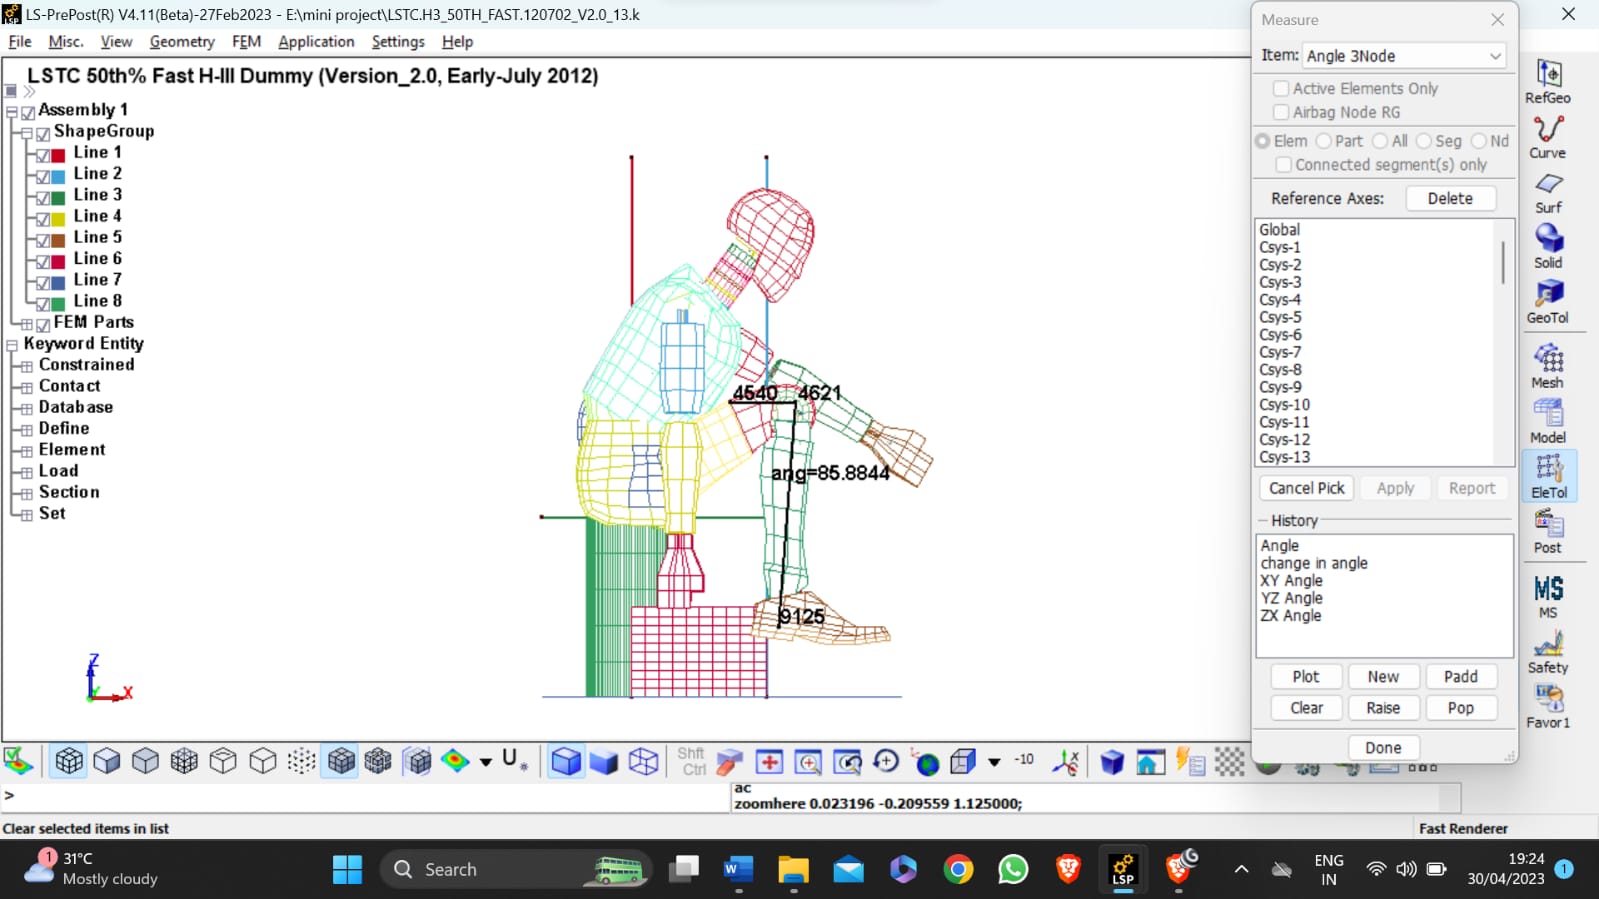 LS-PrePost(R) V4.11(Beta)-27Feb2023 - E:\mini project\LSTC.H3_50TH_FAST.120702_V2.0_13.k
File Misc. View Geometry FEM Application Settings Help
LSTC 50th% Fast H-III Dummy (Version_2.0, Early-July 2012)
Assembly 1
ShapeGroup
Line 1
Line 2
Line 3
Line 4
Line 5
Line 6
Line 7
Line 8
FEM Parts
Keyword Entity
Constrained
Contact
Database
Define
Element
Load
Section
Set
4540 4621
ang=85.8844
9125
Z
Y
X
Measure
Item: Angle 3Node
Active Elements Only
Airbag Node RG
Elem Part All Seg Nd
Connected segment(s) only
Reference Axes: Delete
Global
Csys-1
Csys-2
Csys-3
Csys-4
Csys-5
Csys-6
Csys-7
Csys-8
Csys-9
Csys-10
Csys-11
Csys-12
Csys-13
Cancel Pick Apply Report
History
Angle
change in angle
XY Angle
YZ Angle
ZX Angle
Plot New Padd
Clear Raise Pop
Done
RefGeo
Curve
Surf
Solid
GeoTol
Mesh
Model
EleTol
Post
MS
MS
Safety
Favor1
Shft
Ctrl
-10
>
ac
zoomhere 0.023196 -0.209559 1.125000;
Clear selected items in list
Fast Renderer
1
31°C
Mostly cloudy
Search
LSP
ENG
IN
19:24
30/04/2023
1